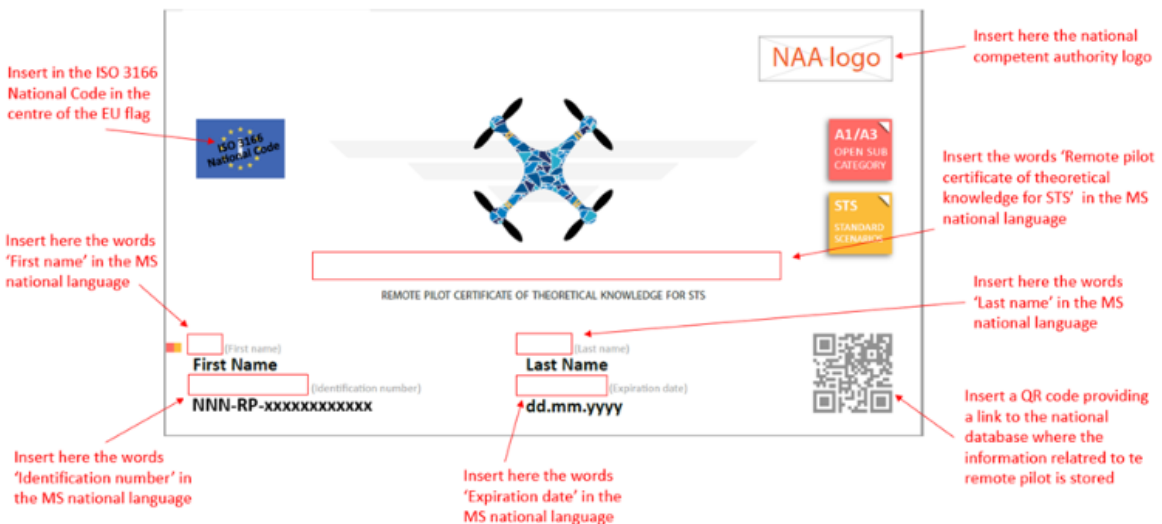 Insert here the national
competent authority logo
NAA logo
Insert in the ISO 3166
National Code in the
centre of the EU flag
ISO 3166
National Code
A1/A3
OPEN SUB
CATEGORY
Insert the words ‘Remote pilot
certificate of theoretical
knowledge for STS’ in the MS
national language
STS
STANDARD
SCENARIOS
Insert here the words
‘First name’ in the MS
national language
REMOTE PILOT CERTIFICATE OF THEORETICAL KNOWLEDGE FOR STS
Insert here the words
‘Last name’ in the MS
national language
(First name)
First Name
(Last name)
Last Name
(Identification number)
NNN-RP-xxxxxxxxxxxx
(Expiration date)
dd.mm.yyyy
Insert a QR code providing
a link to the national
database where the
information relatred to te
remote pilot is stored
Insert here the words
‘Identification number’ in
the MS national language
Insert here the words
‘Expiration date’ in the
MS national language